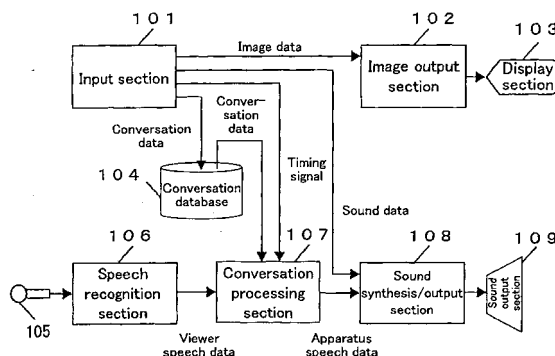 101
102
103
Image data
Input section
Image output
section
Display
section
Conver-
sation
data
Conversation
data
104
Conversation
database
Timing
signal
Sound data
106
107
108
109
Speech
recognition
section
Conversation
processing
section
Sound
synthesis/output
section
Sound
output
section
105
Viewer
speech data
Apparatus
speech data